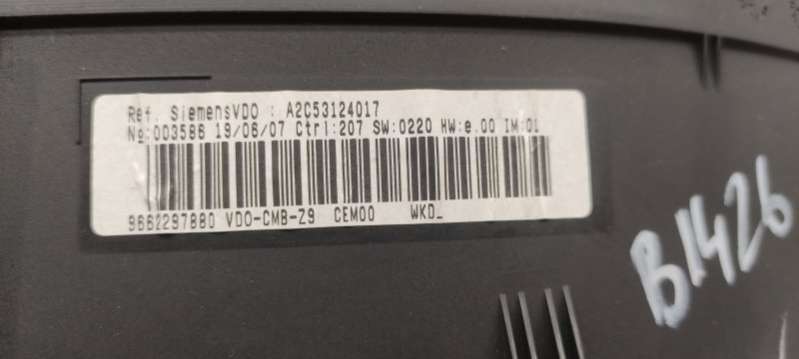 Réf. SiemensVDO : A2C53124017
No:003586 19/06/07 Ctrl:207 SW:0220 HW:e.00 IM:01
9662297880 VDO-CMB-Z9 CEM00 WKD_
B1426